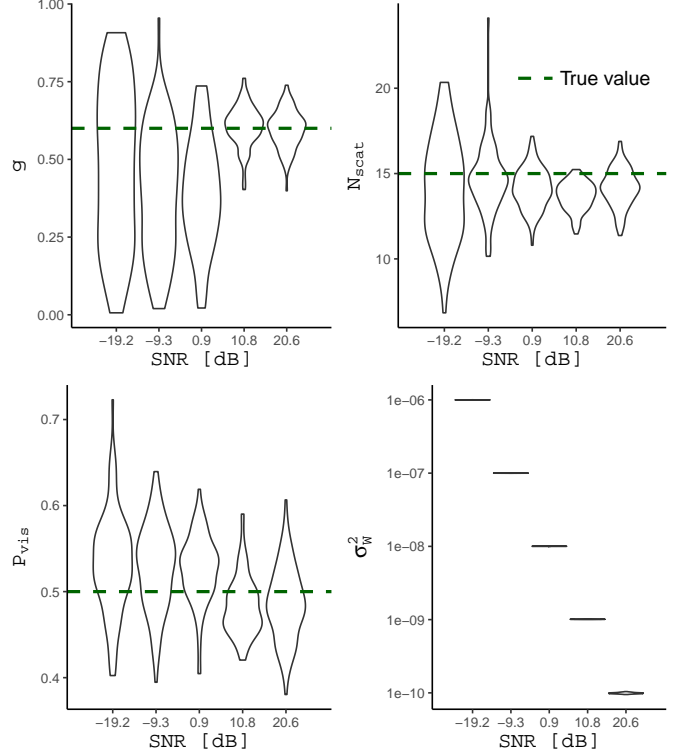 1.00
0.75
0.50
0.25
0.00
g
−19.2 −9.3 0.9 10.8 20.6
SNR [dB]
20
15
10
N_scat
True value
−19.2 −9.3 0.9 10.8 20.6
SNR [dB]
0.7
0.6
0.5
0.4
P_vis
−19.2 −9.3 0.9 10.8 20.6
SNR [dB]
1e−06
1e−07
1e−08
1e−09
1e−10
σ²_W
−19.2 −9.3 0.9 10.8 20.6
SNR [dB]